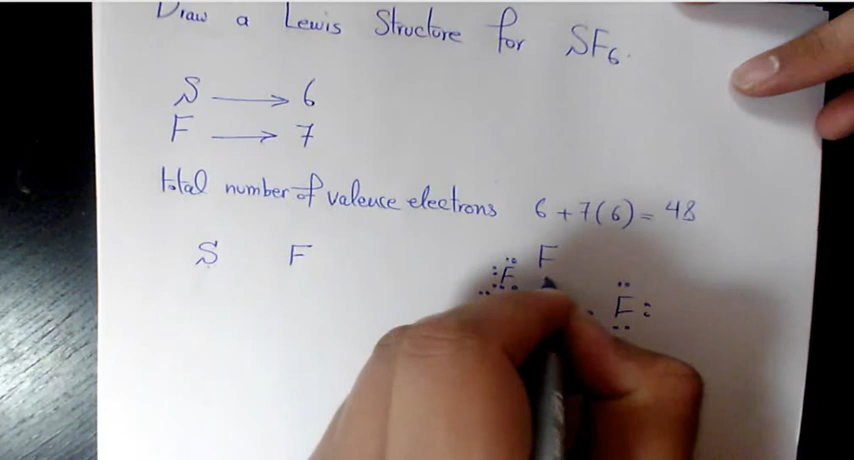 Draw a Lewis Structure for SF₆.
S → 6
F → 7
total number of valence electrons 6 + 7(6) = 48
S F
F
:F
F: